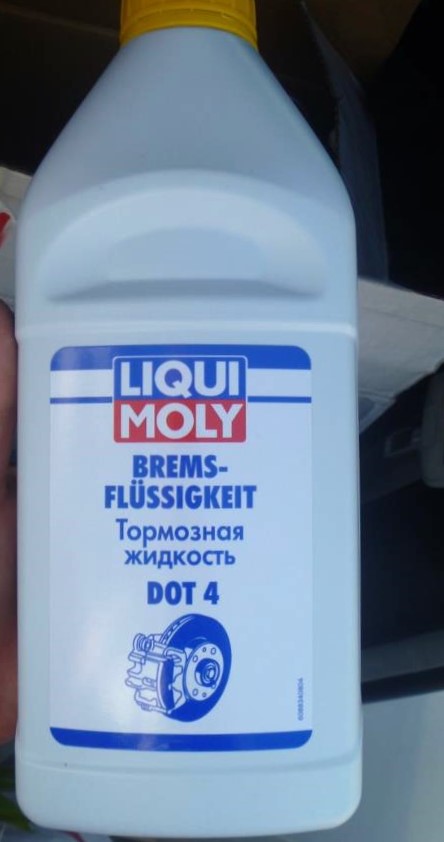 LIQUI
MOLY
BREMS-
FLÜSSIGKEIT
Тормозная
жидкость
DOT 4